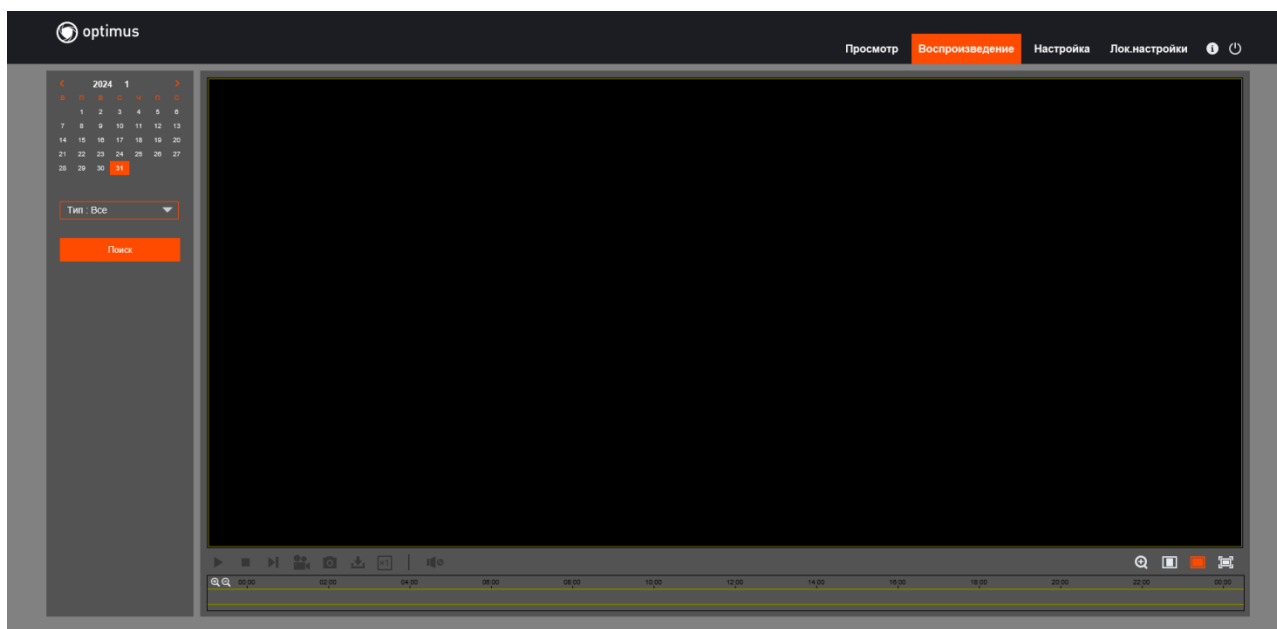 optimus
Просмотр Воспроизведение Настройка Лок.настройки
2024 1
В П В С Ч П С
1 2 3 4 5 6
7 8 9 10 11 12 13
14 15 16 17 18 19 20
21 22 23 24 25 26 27
28 29 30 31
Тип : Все
Поиск
00:00 02:00 04:00 06:00 08:00 10:00 12:00 14:00 16:00 18:00 20:00 22:00 00:00